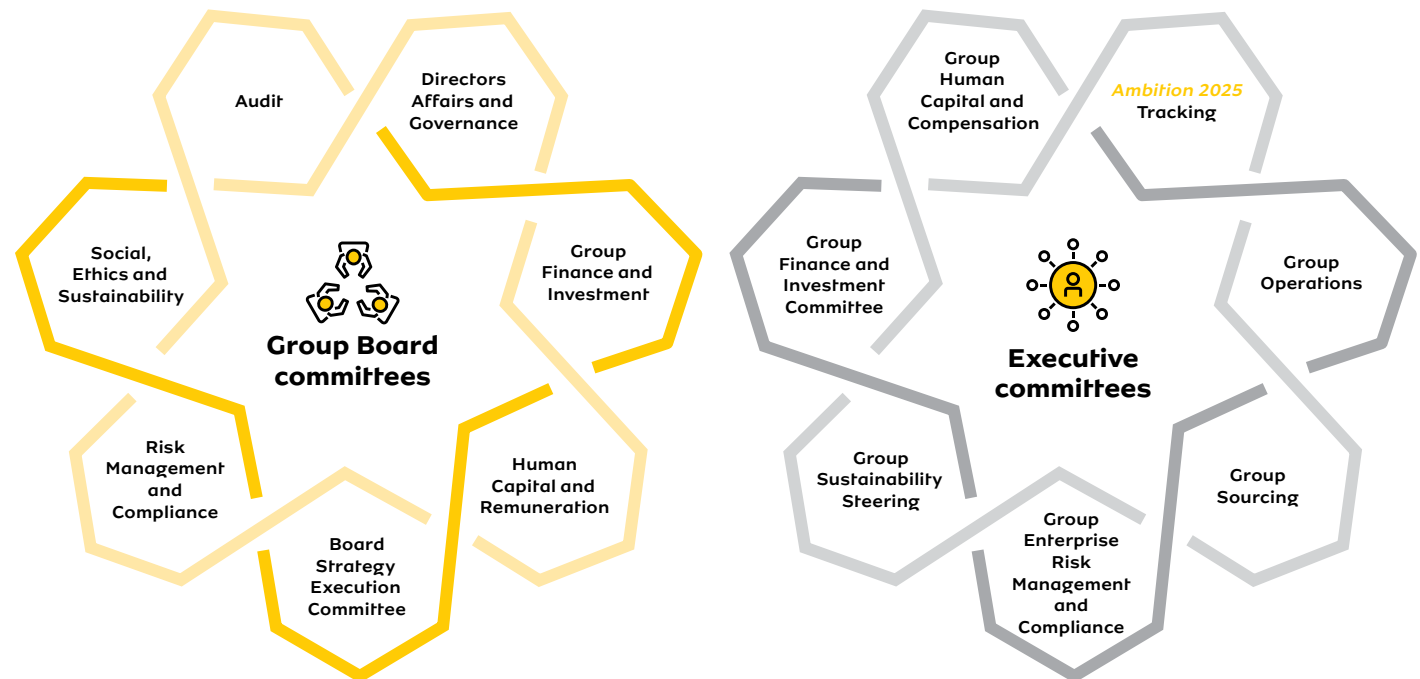 Audit
Directors
Affairs and
Governance
Social,
Ethics and
Sustainability
Group
Finance and
Investment
Group Board
committees
Risk
Management
and
Compliance
Human
Capital and
Remuneration
Board
Strategy
Execution
Committee
Group
Human
Capital and
Compensation
Ambition 2025
Tracking
Group
Finance and
Investment
Committee
Group
Operations
Executive
committees
Group
Sustainability
Steering
Group
Sourcing
Group
Enterprise
Risk
Management
and
Compliance